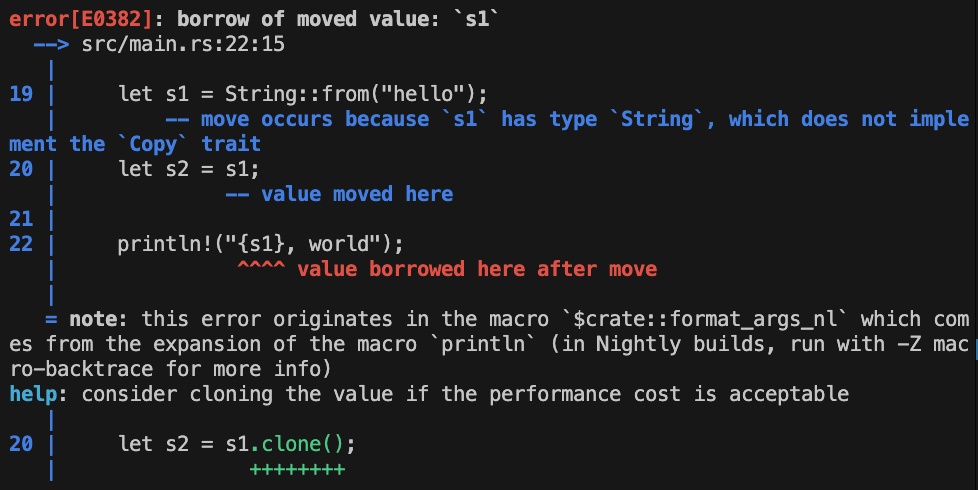 error[E0382]: borrow of moved value: `s1`
  --> src/main.rs:22:15
   |
19 |     let s1 = String::from("hello");
   |         -- move occurs because `s1` has type `String`, which does not imple
ment the `Copy` trait
20 |     let s2 = s1;
   |              -- value moved here
21 |
22 |     println!("{s1}, world");
   |               ^^^^ value borrowed here after move
   |
   = note: this error originates in the macro `$crate::format_args_nl` which com
es from the expansion of the macro `println` (in Nightly builds, run with -Z mac
ro-backtrace for more info)
help: consider cloning the value if the performance cost is acceptable
   |
20 |     let s2 = s1.clone();
   |                ++++++++